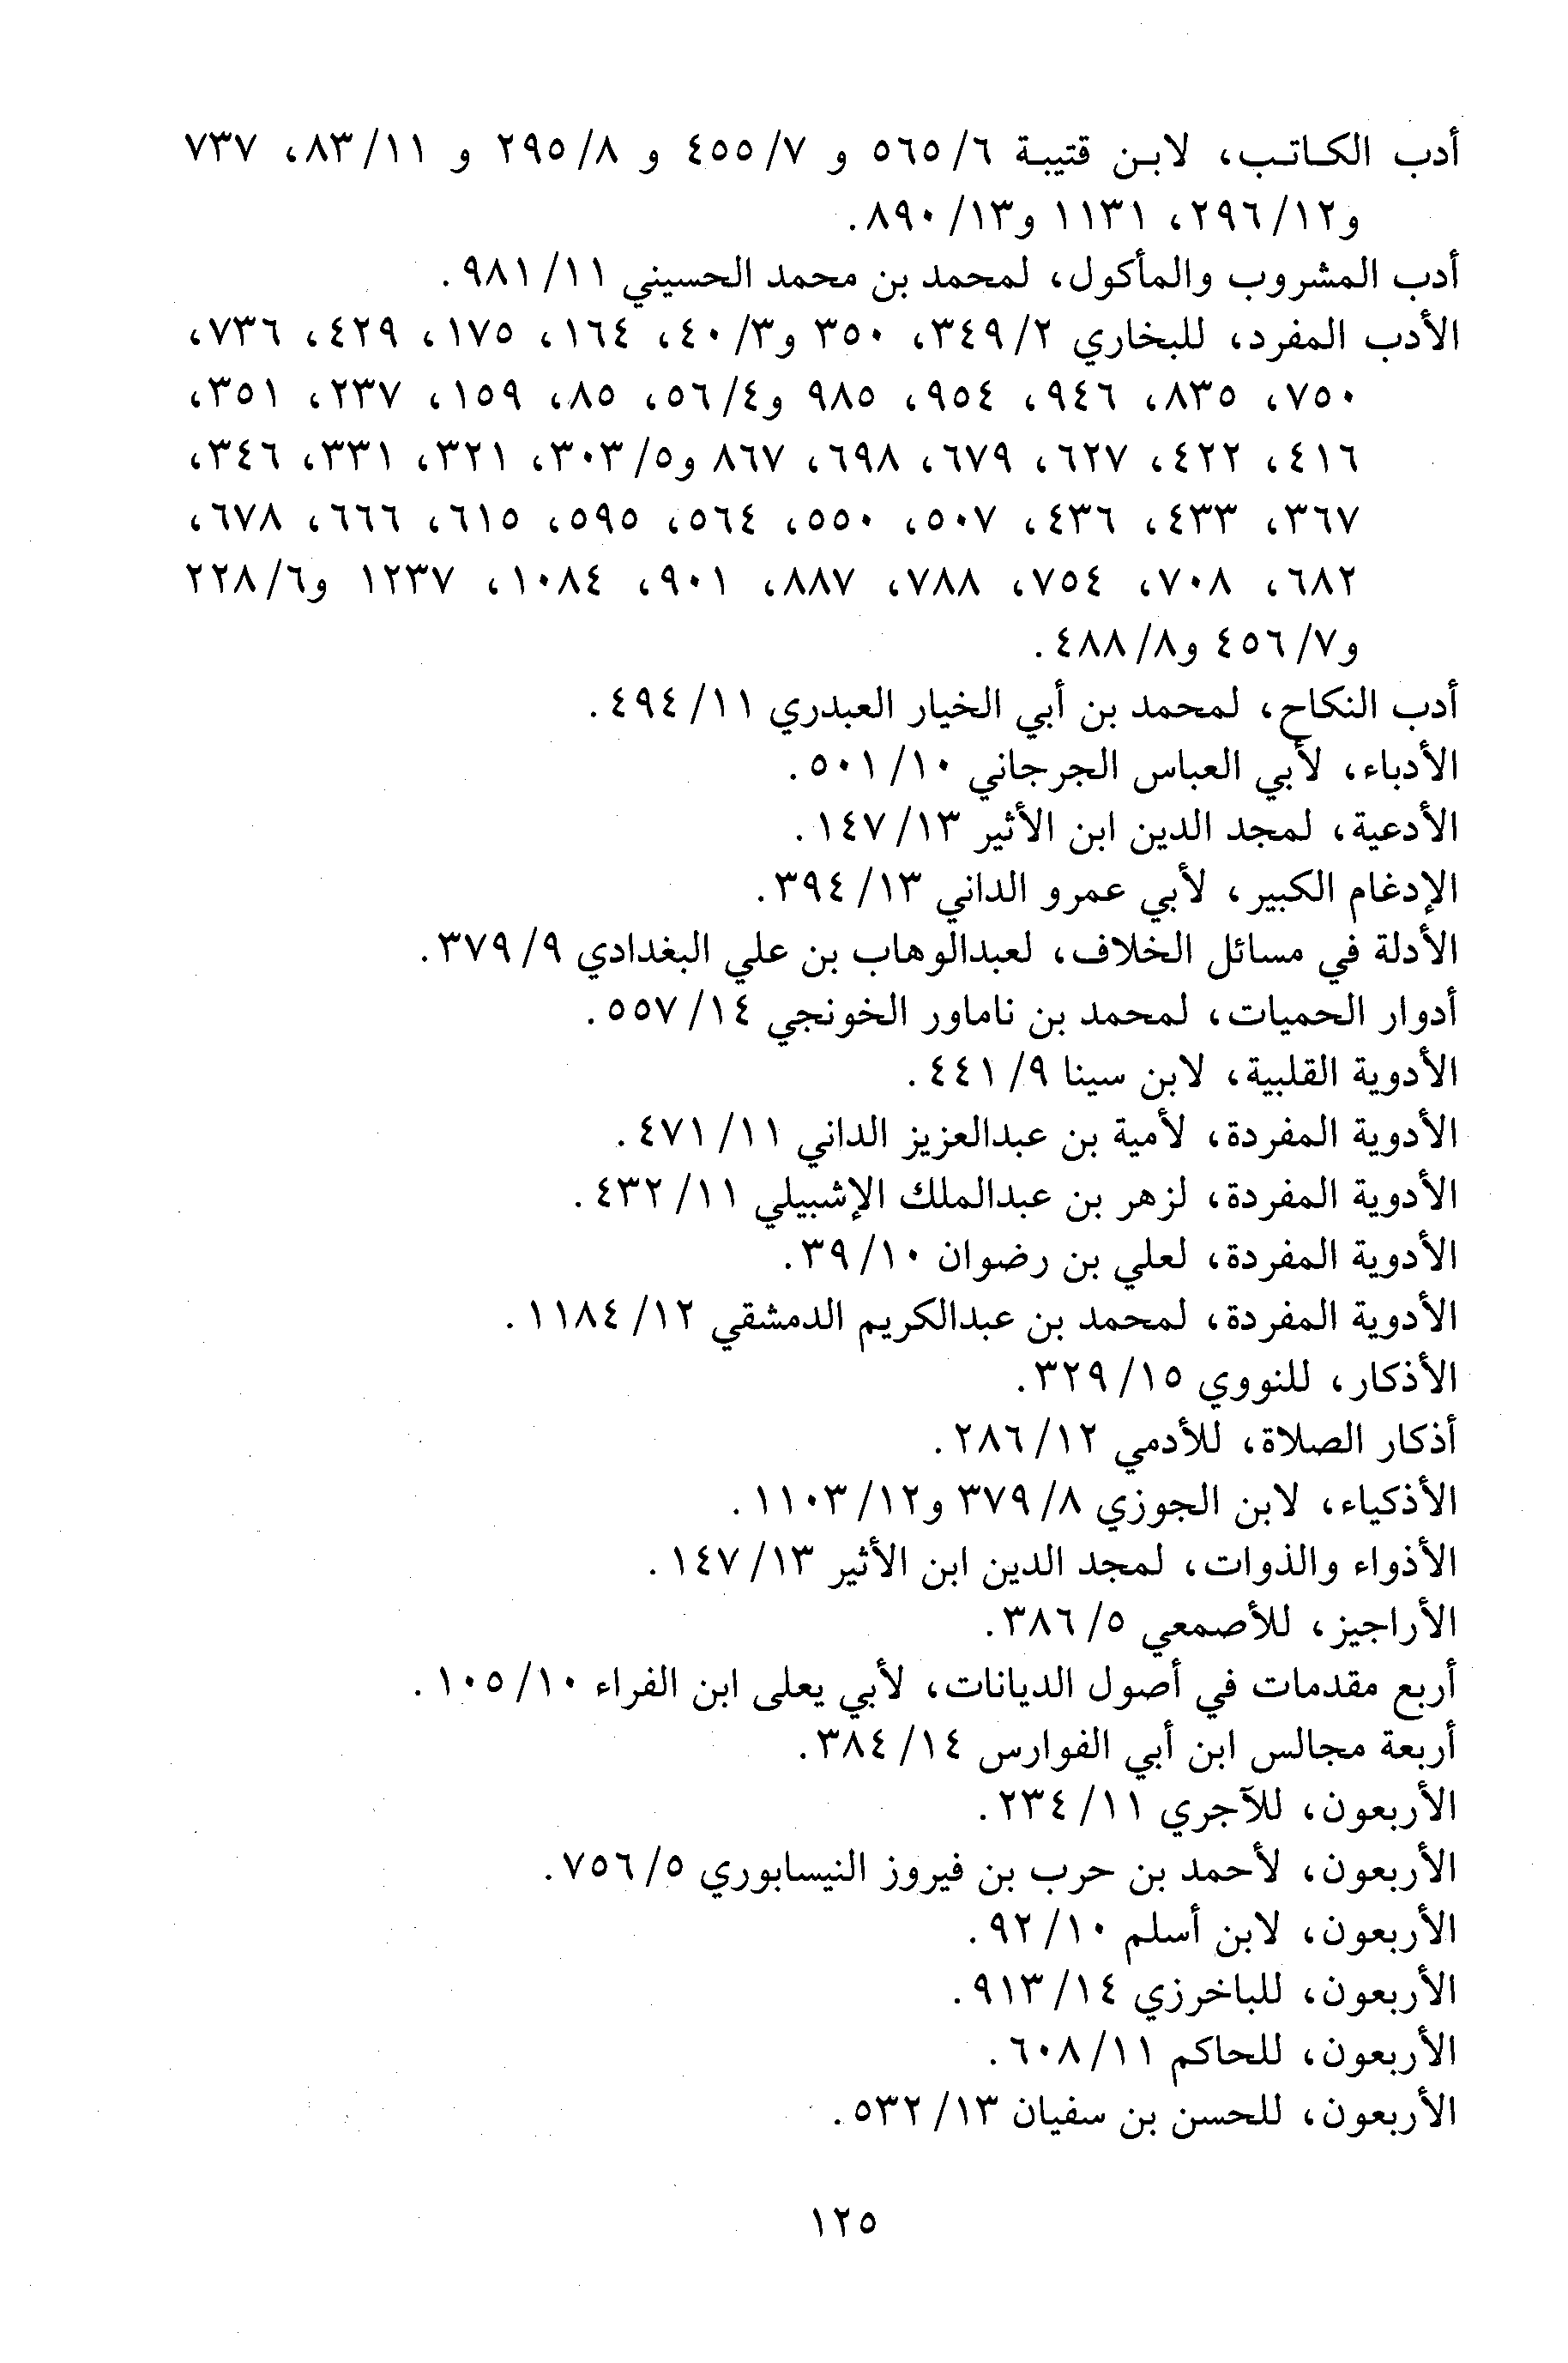 أدب الكاتب، لابن قتيبة ٦/ ٥٦٥ و ٧/ ٤٥٥ و ٨/ ٢٩٥ و ١١/ ٨٣، ٧٣٧
و١٢/ ٢٩٦، ١١٣١ و١٣/ ٨٩٠.
أدب المشروب والمأكول، لمحمد بن محمد الحسيني ١١/ ٩٨١.
الأدب المفرد، للبخاري ٢/ ٣٤٩، ٣٥٠ و٣/ ٤٠، ١٦٤، ١٧٥، ٤٢٩، ٧٣٦،
٧٥٠، ٨٣٥، ٩٤٦، ٩٥٤، ٩٨٥ و٤/ ٥٦، ٨٥، ١٥٩، ٢٣٧، ٣٥١،
٤١٦، ٤٢٢، ٦٢٧، ٦٧٩، ٦٩٨، ٨٦٧ و٥/ ٣٠٣، ٣٢١، ٣٣١، ٣٤٦،
٣٦٧، ٤٣٣، ٤٣٦، ٥٠٧، ٥٥٠، ٥٦٤، ٥٩٥، ٦١٥، ٦٦٦، ٦٧٨،
٦٨٢، ٧٠٨، ٧٥٤، ٧٨٨، ٨٨٧، ٩٠١، ١٠٨٤، ١٢٣٧ و٦/ ٢٢٨
و٧/ ٤٥٦ و٨/ ٤٨٨.
أدب النكاح، لمحمد بن أبي الخيار العبدري ١١/ ٤٩٤.
الأدباء، لأبي العباس الجرجاني ١٠/ ٥٠١.
الأدعية، لمجد الدين ابن الأثير ١٣/ ١٤٧.
الإدغام الكبير، لأبي عمرو الداني ١٣/ ٣٩٤.
الأدلة في مسائل الخلاف، لعبدالوهاب بن علي البغدادي ٩/ ٣٧٩.
أدوار الحميات، لمحمد بن ناماور الخونجي ١٤/ ٥٥٧.
الأدوية القلبية، لابن سينا ٩/ ٤٤١.
الأدوية المفردة، لأمية بن عبدالعزيز الداني ١١/ ٤٧١.
الأدوية المفردة، لزهر بن عبدالملك الإشبيلي ١١/ ٤٣٢.
الأدوية المفردة، لعلي بن رضوان ١٠/ ٣٩.
الأدوية المفردة، لمحمد بن عبدالكريم الدمشقي ١٢/ ١١٨٤.
الأذكار، للنووي ١٥/ ٣٢٩.
أذكار الصلاة، للأدمي ١٢/ ٢٨٦.
الأذكياء، لابن الجوزي ٨/ ٣٧٩ و١٢/ ١١٠٣.
الأذواء والذوات، لمجد الدين ابن الأثير ١٣/ ١٤٧.
الأراجيز، للأصمعي ٥/ ٣٨٦.
أربع مقدمات في أصول الديانات، لأبي يعلى ابن الفراء ١٠/ ١٠٥.
أربعة مجالس ابن أبي الفوارس ١٤/ ٣٨٤.
الأربعون، للآجري ١١/ ٢٣٤.
الأربعون، لأحمد بن حرب بن فيروز النيسابوري ٥/ ٧٥٦.
الأربعون، لابن أسلم ١٠/ ٩٢.
الأربعون، للباخرزي ١٤/ ٩١٣.
الأربعون، للحاكم ١١/ ٦٠٨.
الأربعون، للحسن بن سفيان ١٣/ ٥٣٢.
١٢٥